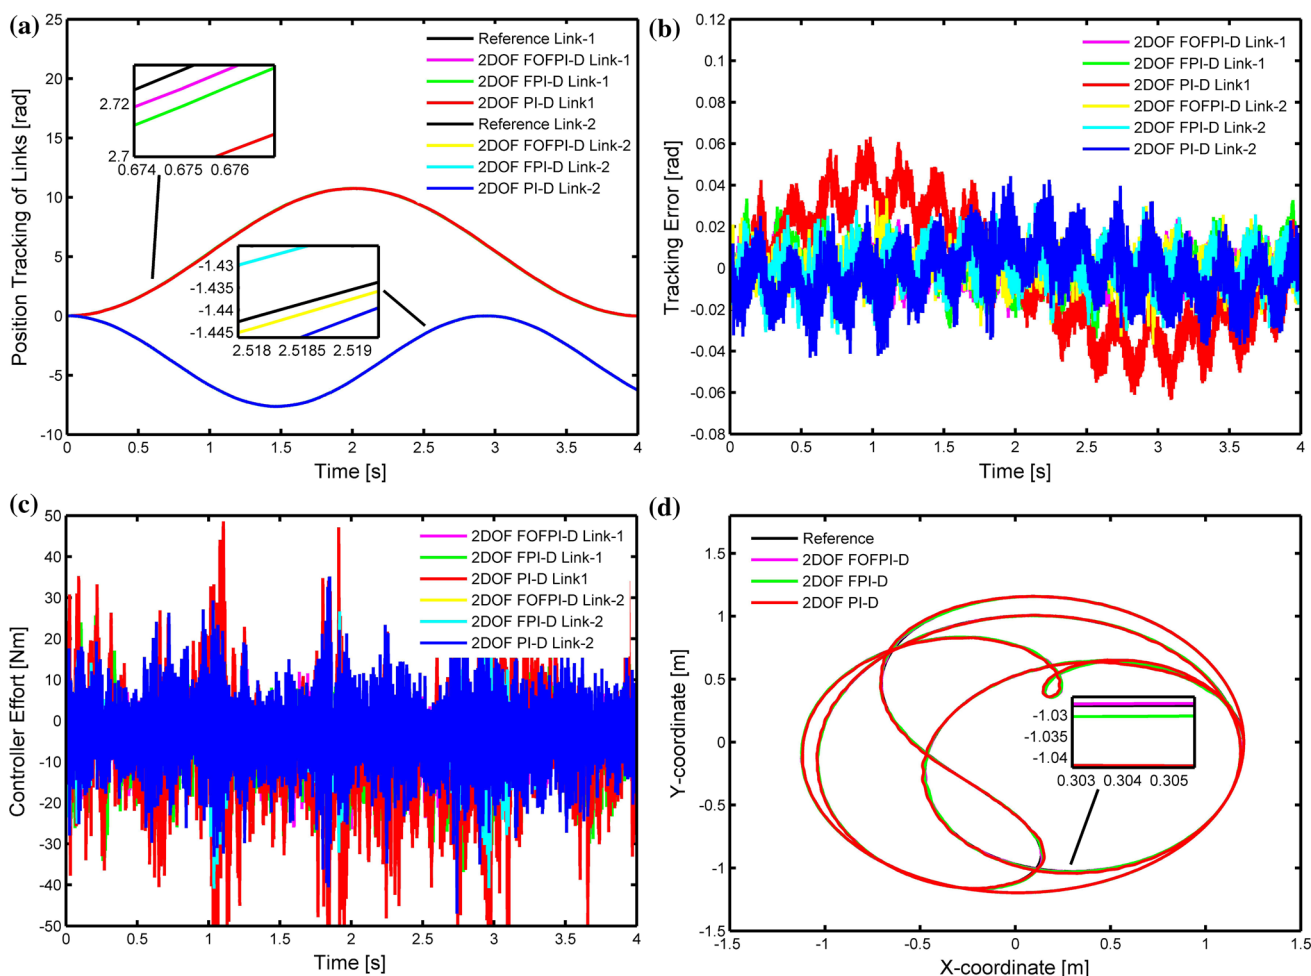 (a)
25
20
15
10
5
0
-5
-10
Position Tracking of Links [rad]
Reference Link-1
2DOF FOFPI-D Link-1
2DOF FPI-D Link-1
2DOF PI-D Link1
Reference Link-2
2DOF FOFPI-D Link-2
2DOF FPI-D Link-2
2DOF PI-D Link-2
2.72
2.7
0.674 0.675 0.676
-1.43
-1.435
-1.44
-1.445
2.518 2.5185 2.519
0 0.5 1 1.5 2 2.5 3 3.5 4
Time [s]
(b)
0.12
0.1
0.08
0.06
0.04
0.02
0
-0.02
-0.04
-0.06
-0.08
Tracking Error [rad]
2DOF FOFPI-D Link-1
2DOF FPI-D Link-1
2DOF PI-D Link1
2DOF FOFPI-D Link-2
2DOF FPI-D Link-2
2DOF PI-D Link-2
0 0.5 1 1.5 2 2.5 3 3.5 4
Time [s]
(c)
50
40
30
20
10
0
-10
-20
-30
-40
-50
Controller Effort [Nm]
2DOF FOFPI-D Link-1
2DOF FPI-D Link-1
2DOF PI-D Link1
2DOF FOFPI-D Link-2
2DOF FPI-D Link-2
2DOF PI-D Link-2
0 0.5 1 1.5 2 2.5 3 3.5 4
Time [s]
(d)
1.5
1
0.5
0
-0.5
-1
-1.5
Y-coordinate [m]
Reference
2DOF FOFPI-D
2DOF FPI-D
2DOF PI-D
-1.03
-1.035
-1.04
0.303 0.304 0.305
-1.5 -1 -0.5 0 0.5 1 1.5
X-coordinate [m]